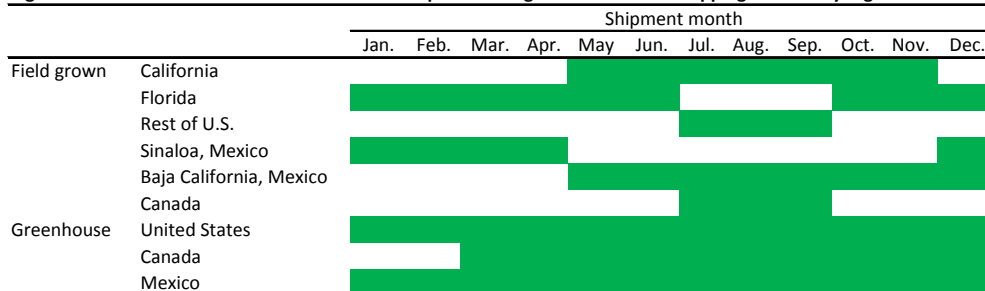 Shipment month
Jan. Feb. Mar. Apr. May Jun. Jul. Aug. Sep. Oct. Nov. Dec.
Field grown California
Florida
Rest of U.S.
Sinaloa, Mexico
Baja California, Mexico
Canada
Greenhouse United States
Canada
Mexico